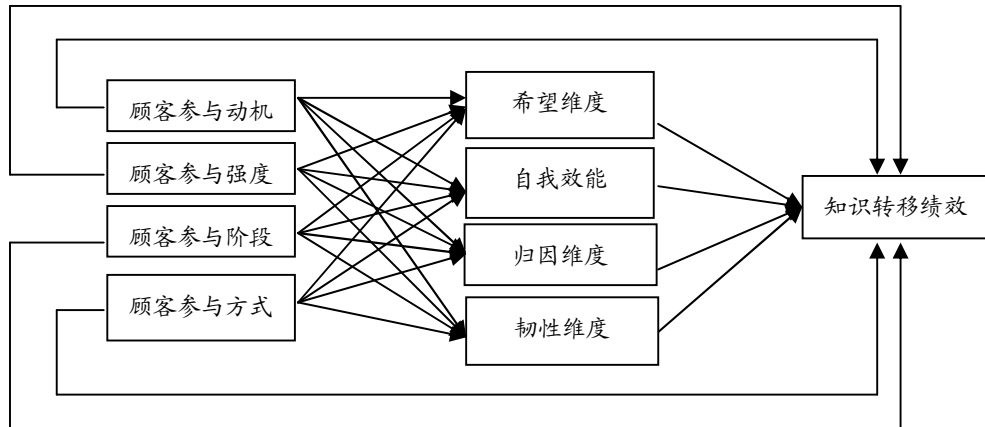 顾客参与动机
顾客参与强度
顾客参与阶段
顾客参与方式
希望维度
自我效能
归因维度
韧性维度
知识转移绩效